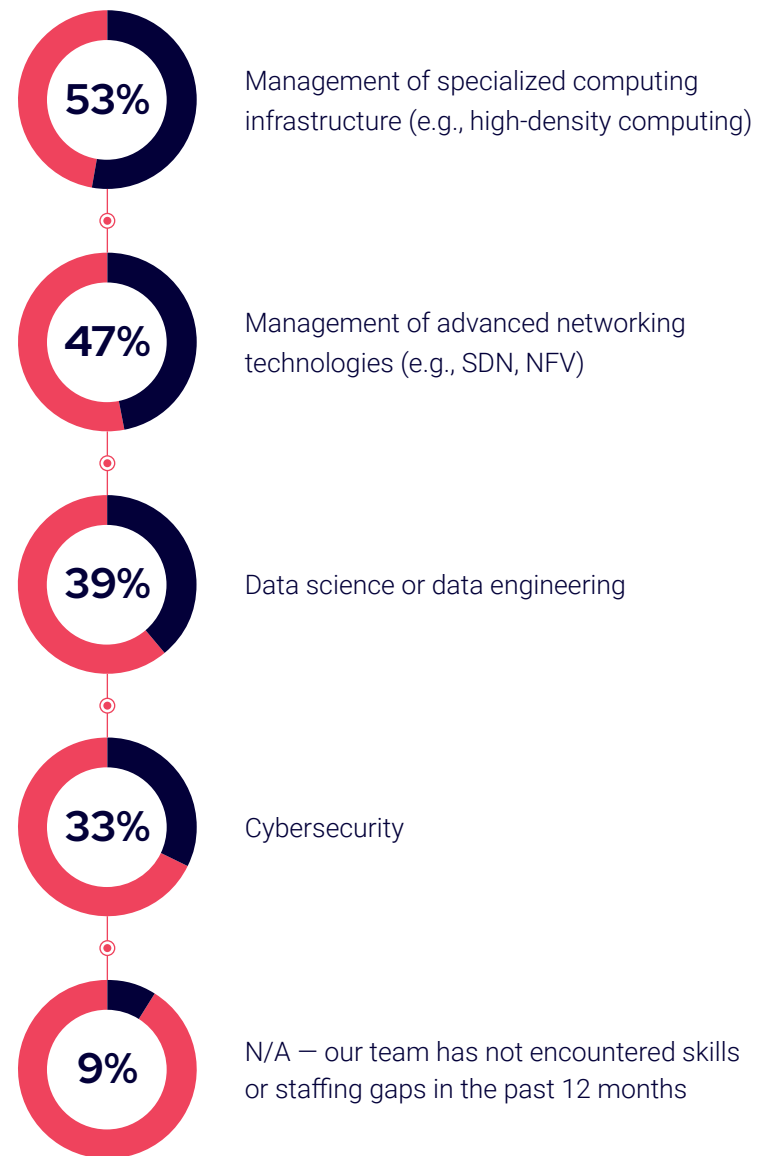 53%
Management of specialized computing
infrastructure (e.g., high-density computing)
47%
Management of advanced networking
technologies (e.g., SDN, NFV)
39%
Data science or data engineering
33%
Cybersecurity
9%
N/A — our team has not encountered skills
or staffing gaps in the past 12 months